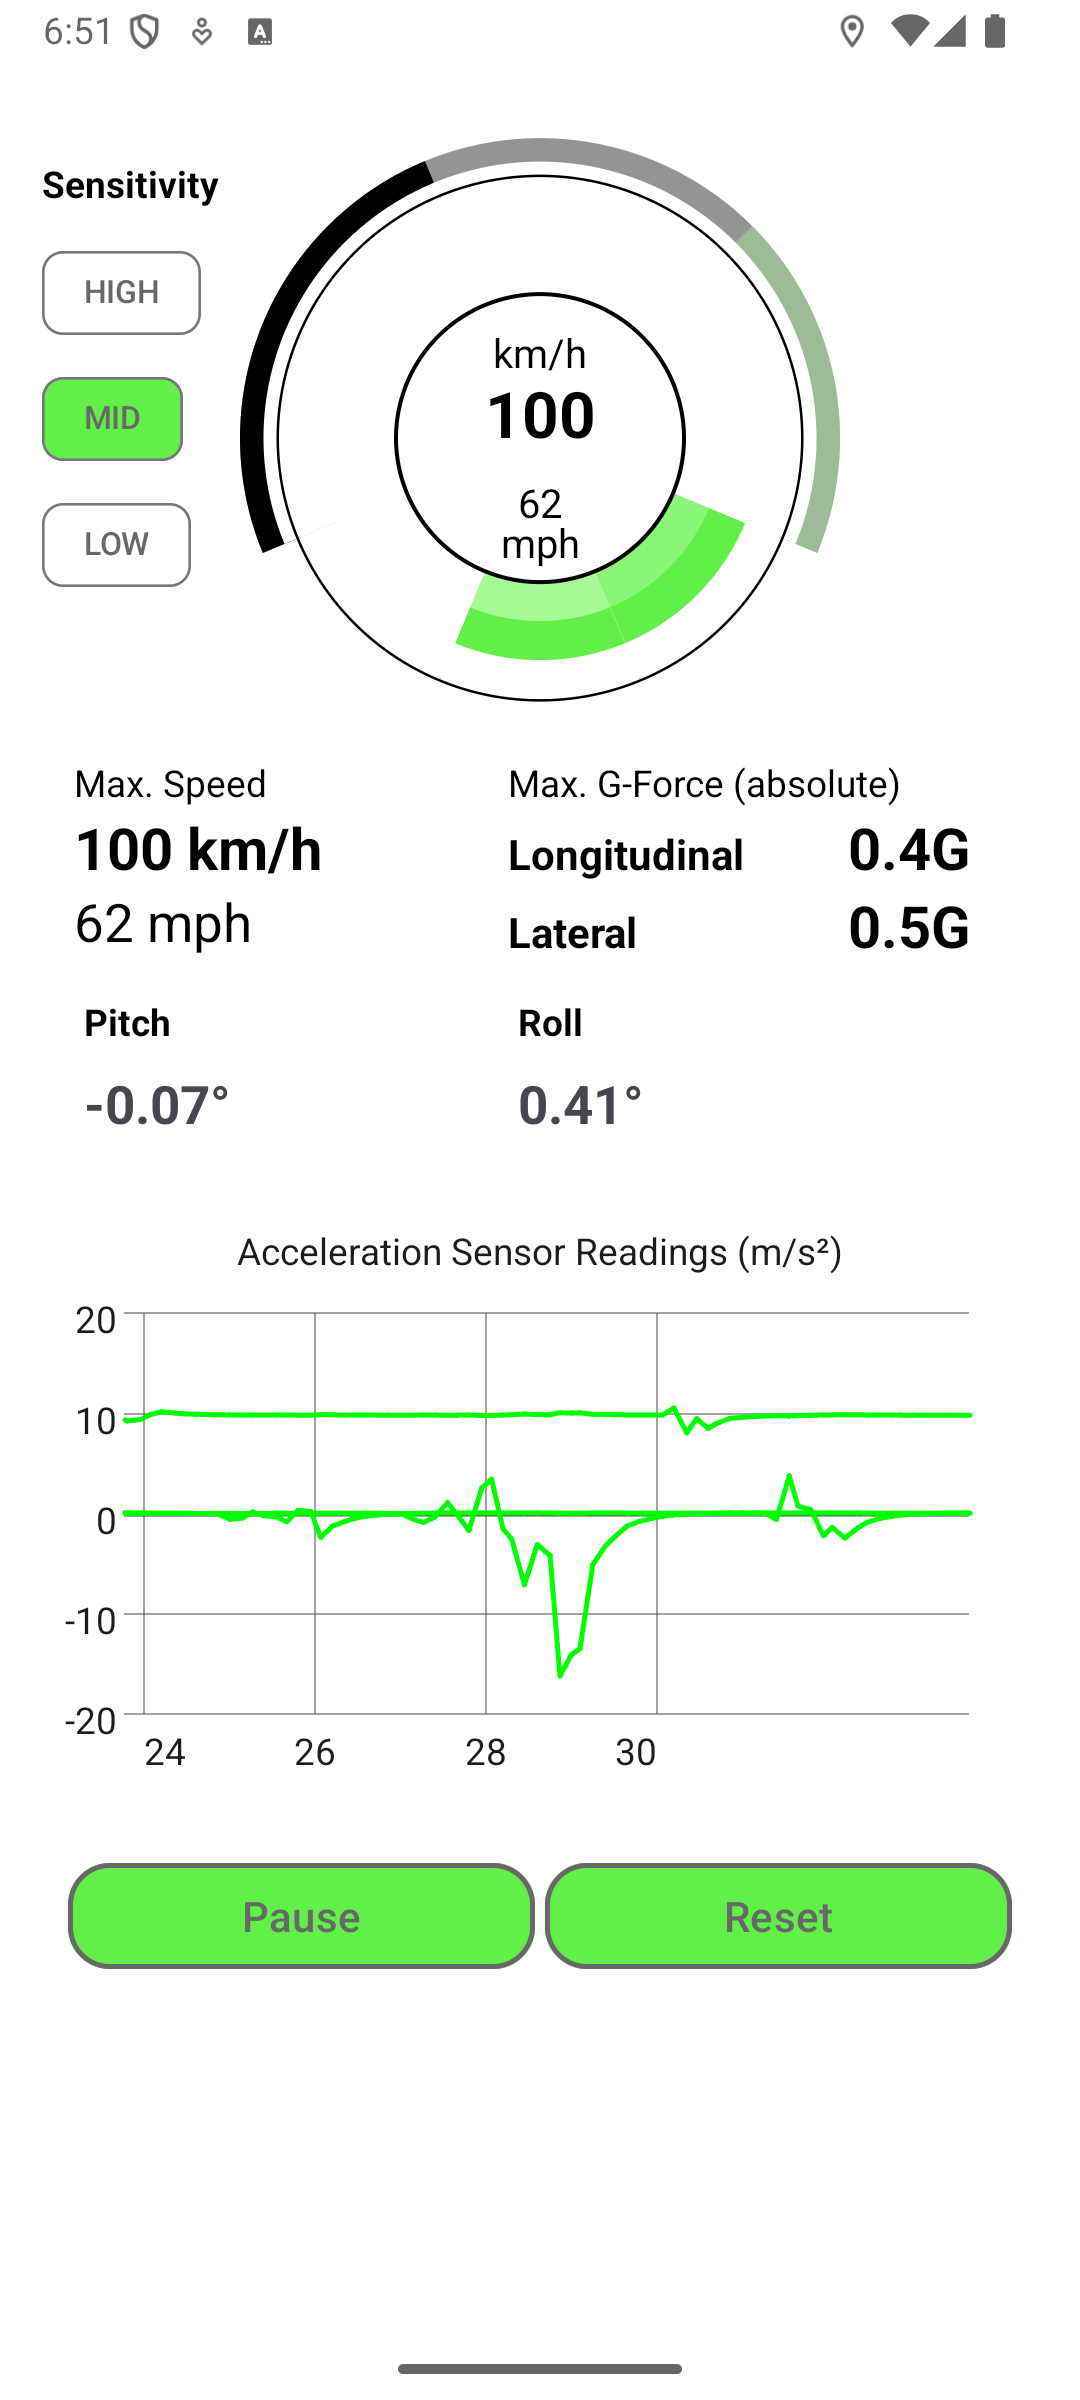 6:51
Sensitivity
HIGH
MID
LOW
km/h
100
62
mph
Max. Speed
100 km/h
62 mph
Max. G-Force (absolute)
Longitudinal 0.4G
Lateral 0.5G
Pitch
-0.07°
Roll
0.41°
Acceleration Sensor Readings (m/s²)
20
10
0
-10
-20
24 26 28 30
Pause
Reset